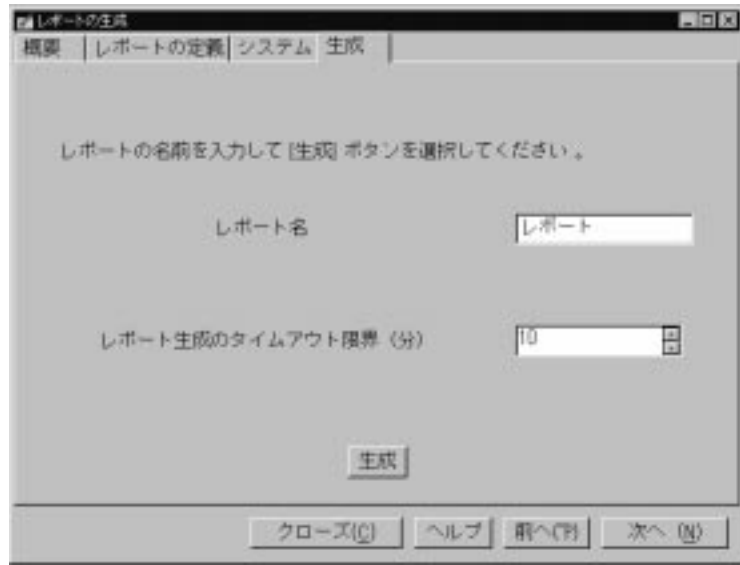 レポートの生成
概要 レポートの定義 システム 生成
レポートの名前を入力して [生成] ボタンを選択してください 。
レポート名 レポート
レポート生成のタイムアウト限界 (分) 10
生成
クローズ(C) ヘルプ 前へ(P) 次へ (N)